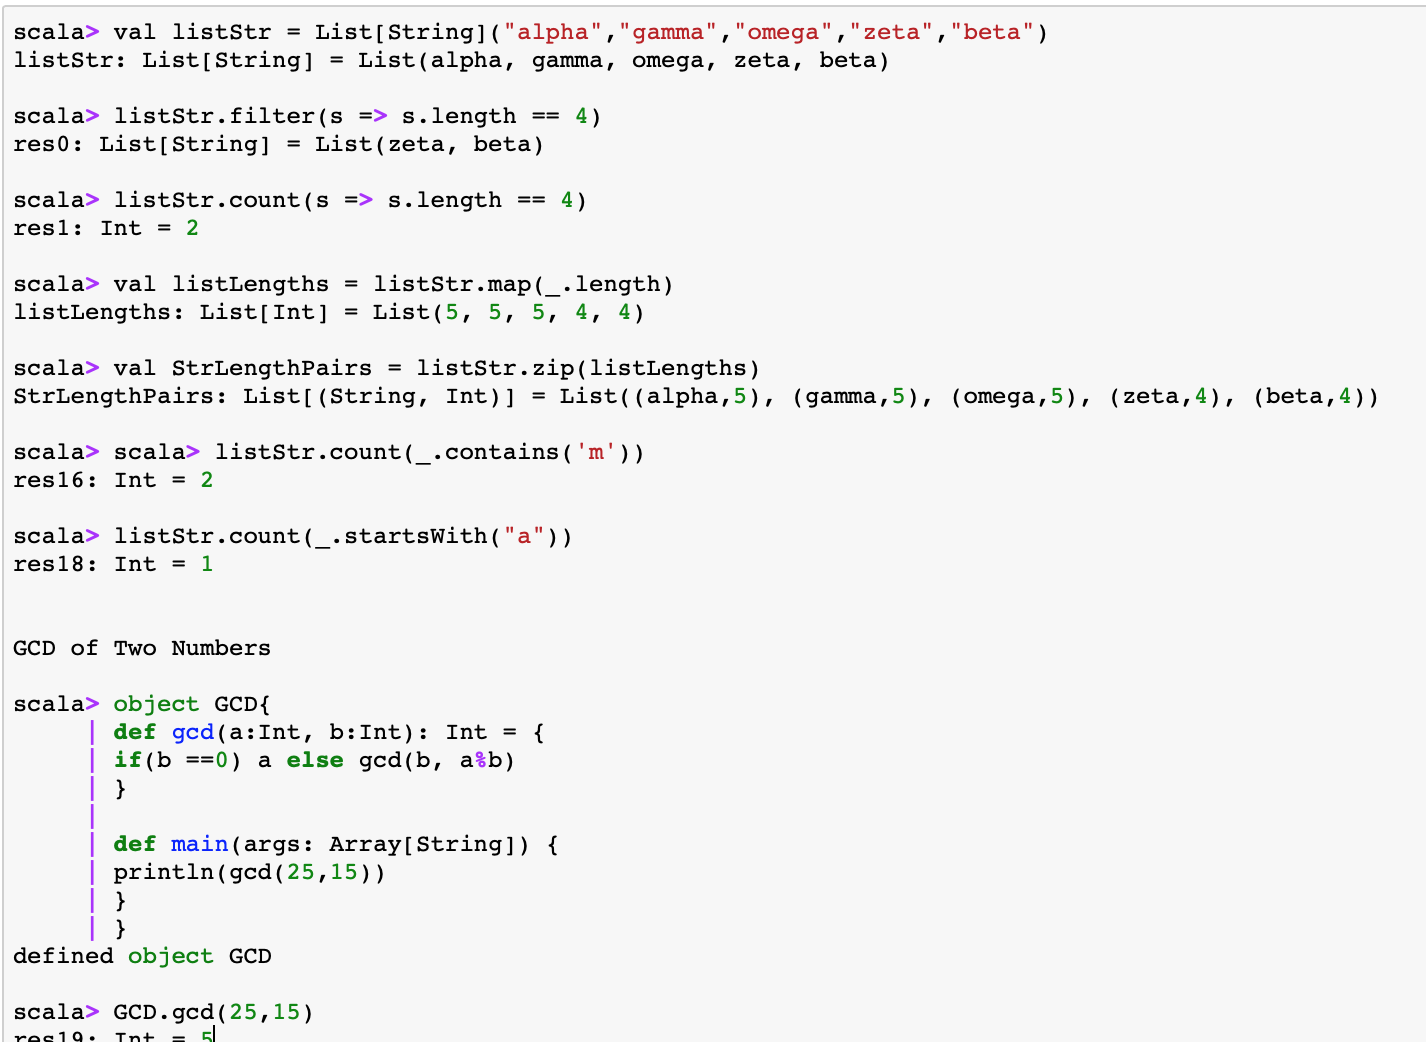 scala> val listStr = List[String]("alpha","gamma","omega","zeta","beta")
listStr: List[String] = List(alpha, gamma, omega, zeta, beta)
scala> listStr.filter(s => s.length == 4)
res0: List[String] = List(zeta, beta)
scala> listStr.count(s => s.length == 4)
res1: Int = 2
scala> val listLengths = listStr.map(_.length)
listLengths: List[Int] = List(5, 5, 5, 4, 4)
scala> val StrLengthPairs = listStr.zip(listLengths)
StrLengthPairs: List[(String, Int)] = List((alpha,5), (gamma,5), (omega,5), (zeta,4), (beta,4))
scala> scala> listStr.count(_.contains('m'))
res16: Int = 2
scala> listStr.count(_.startsWith("a"))
res18: Int = 1
GCD of Two Numbers
scala> object GCD{
| def gcd(a:Int, b:Int): Int = {
| if(b ==0) a else gcd(b, a%b)
| }
|
| def main(args: Array[String]) {
| println(gcd(25,15))
| }
| }
defined object GCD
scala> GCD.gcd(25,15)
res19: Int = 5